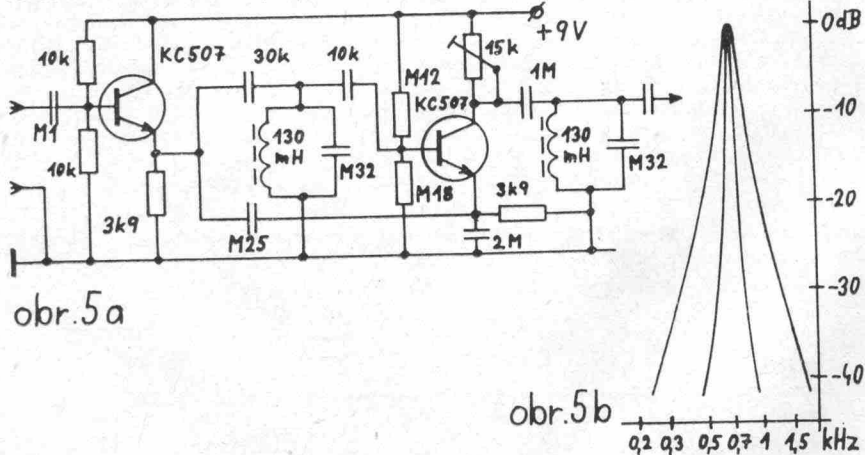 10k
KC507
M1
10k
3k9
30k
10k
130
mH
M32
M25
M12
KC507
M18
15k
+9V
1M
130
mH
M32
3k9
2M
obr.5a
0dB
-10
-20
-30
-40
obr.5b
0,2 0,3 0,5 0,7 1 1,5 kHz